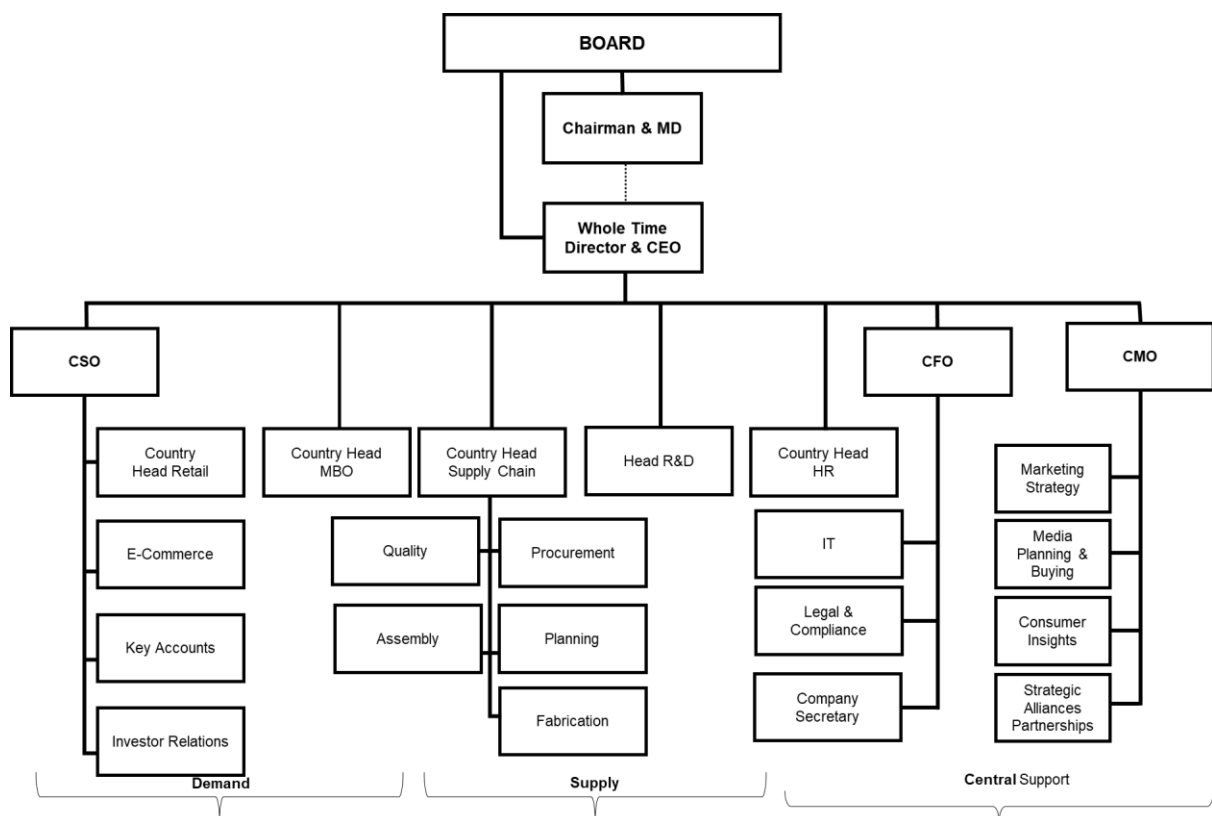 BOARD
Chairman & MD
Whole Time
Director & CEO
CSO
CFO
CMO
Country
Head Retail
Country Head
MBO
Country Head
Supply Chain
Head R&D
Country Head
HR
Marketing
Strategy
E-Commerce
Quality
Procurement
IT
Media
Planning &
Buying
Key Accounts
Assembly
Planning
Legal &
Compliance
Consumer
Insights
Investor Relations
Fabrication
Company
Secretary
Strategic
Alliances
Partnerships
Demand
Supply
Central Support